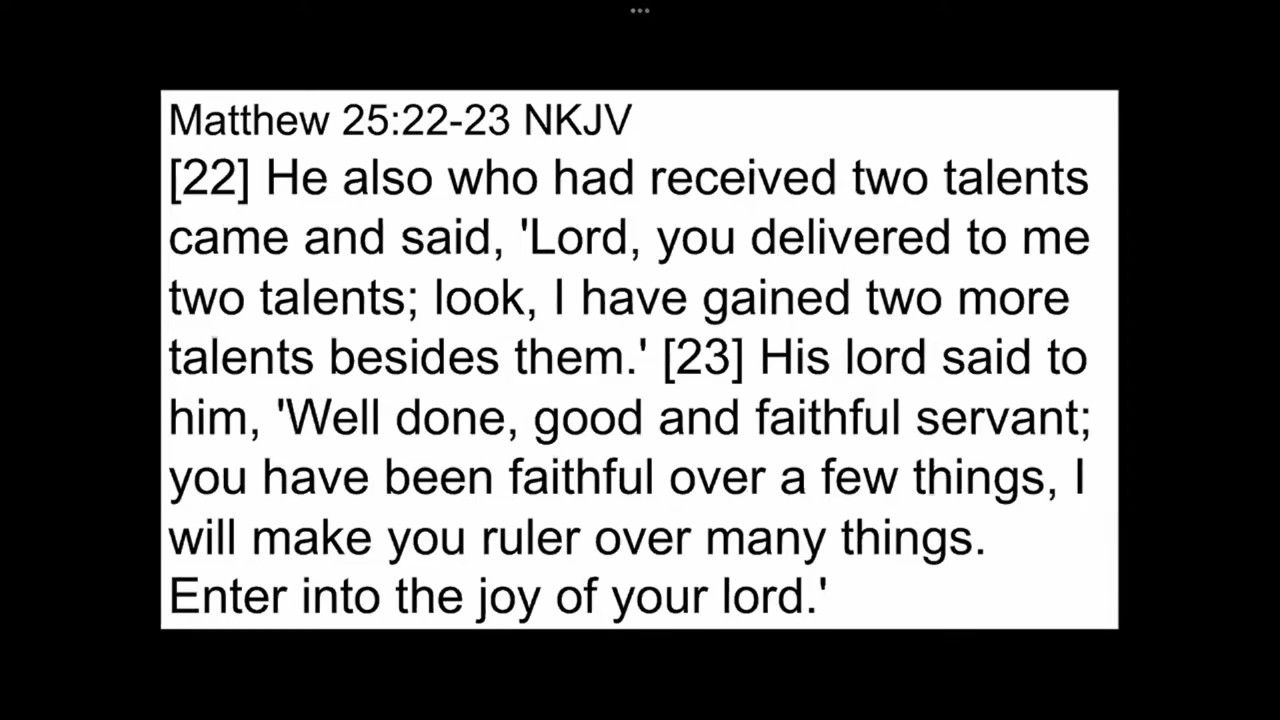 Matthew 25:22-23 NKJV
[22] He also who had received two talents
came and said, 'Lord, you delivered to me
two talents; look, I have gained two more
talents besides them.' [23] His lord said to
him, 'Well done, good and faithful servant;
you have been faithful over a few things, I
will make you ruler over many things.
Enter into the joy of your lord.'